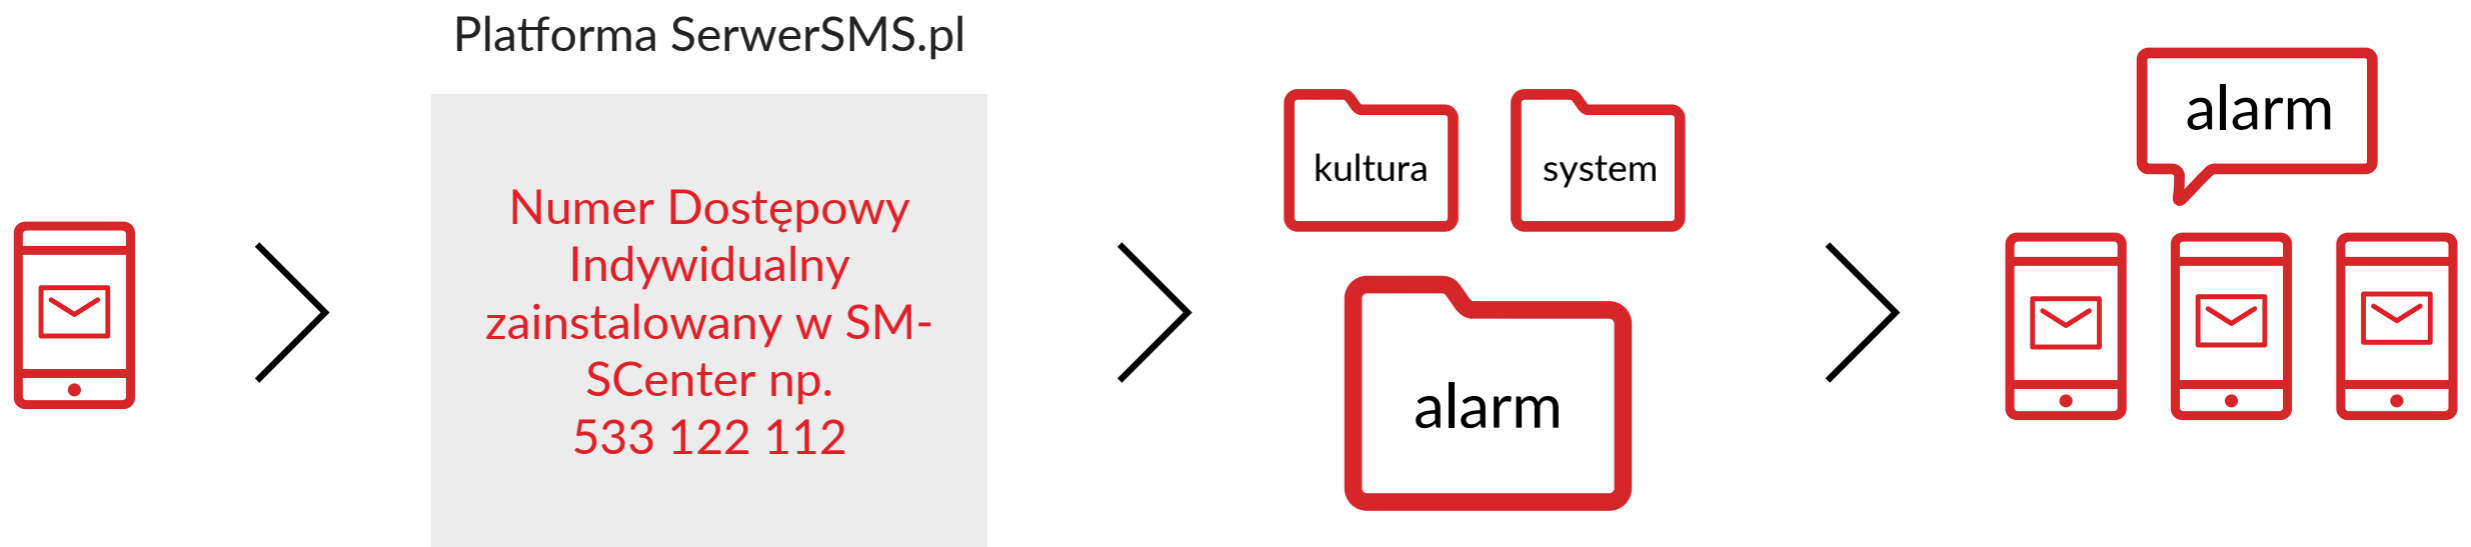 Platforma SerwerSMS.pl
Numer Dostępowy
Indywidualny
zainstalowany w SM-
SCenter np.
533 122 112
kultura
system
alarm
alarm